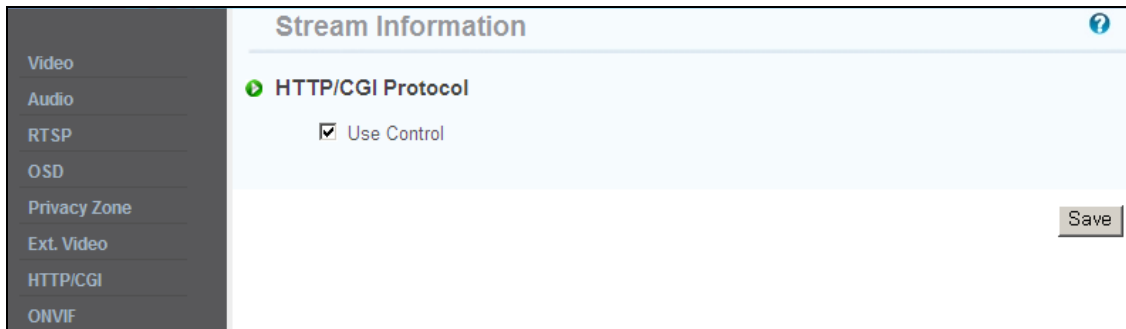 Stream Information
?
Video
Audio
RTSP
OSD
Privacy Zone
Ext. Video
HTTP/CGI
ONVIF
HTTP/CGI Protocol
Use Control
Save